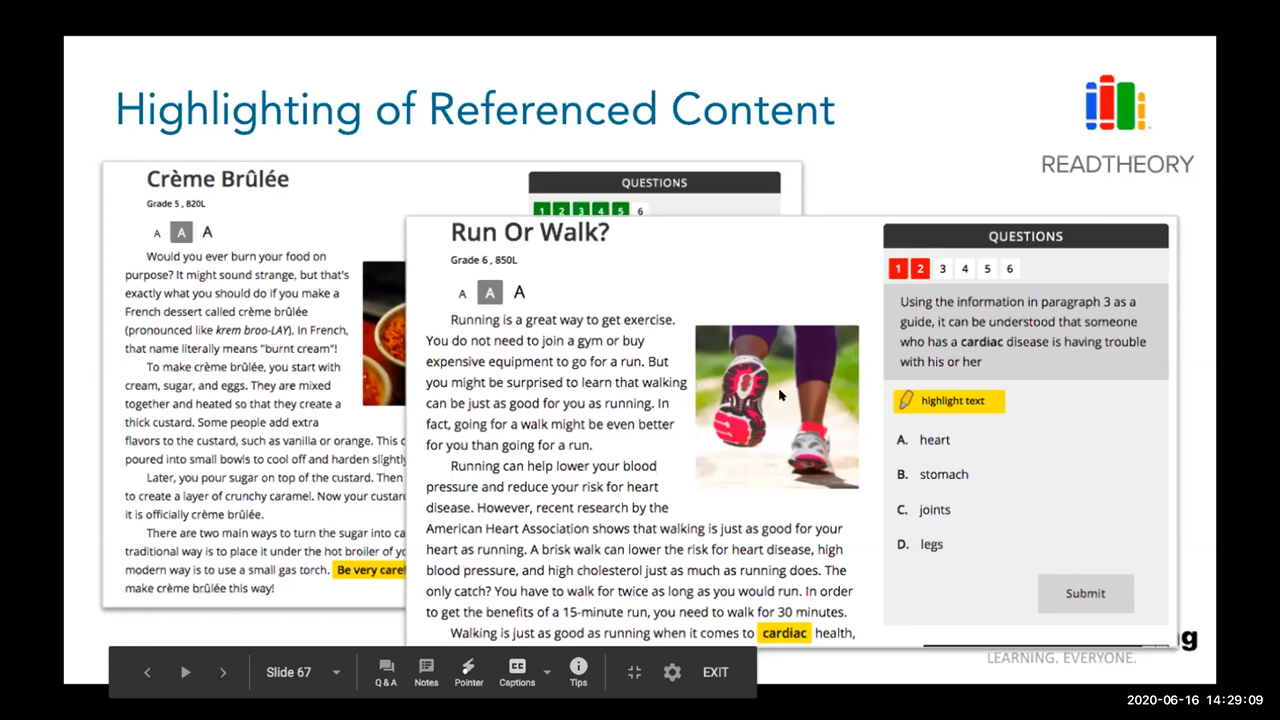 Highlighting of Referenced Content
READTHEORY
Crème Brûlée
Grade 5 , 820L
A A A
Would you ever burn your food on
purpose? It might sound strange, but that's
exactly what you should do if you make a
French dessert called crème brûlée
(pronounced like krem broo-LAY). In French,
that name literally means "burnt cream"!
To make crème brûlée, you start with
cream, sugar, and eggs. They are mixed
together and heated so that they create a
thick custard. Some people add extra
flavors to the custard, such as vanilla or orange. This
poured into small bowls to cool off and harden slightly
Later, you pour sugar on top of the custard. Then
to create a layer of crunchy caramel. Now your custard
it is officially crème brûlée.
There are two main ways to turn the sugar into
traditional way is to place it under the hot broiler of
modern way is to use a small gas torch. Be very
make crème brûlée this way!
QUESTIONS
1 2 3 4 5 6
Run Or Walk?
Grade 6 , 850L
A A A
Running is a great way to get exercise.
You do not need to join a gym or buy
expensive equipment to go for a run. But
you might be surprised to learn that walking
can be just as good for you as running. In
fact, going for a walk might be even better
for you than going for a run.
Running can help lower your blood
pressure and reduce your risk for heart
disease. However, recent research by the
American Heart Association shows that walking is just as good for your
heart as running. A brisk walk can lower the risk for heart disease, high
blood pressure, and high cholesterol just as much as running does. The
only catch? You have to walk for twice as long as you would run. In order
to get the benefits of a 15-minute run, you need to walk for 30 minutes.
Walking is just as good as running when it comes to cardiac health,
QUESTIONS
1 2 3 4 5 6
Using the information in paragraph 3 as a
guide, it can be understood that someone
who has a cardiac disease is having trouble
with his or her
highlight text
A. heart
B. stomach
C. joints
D. legs
Submit
LEARNING. EVERYONE.
Slide 67
Q & A
Notes
Pointer
CC
Captions
Tips
EXIT
2020-06-16 14:29:09